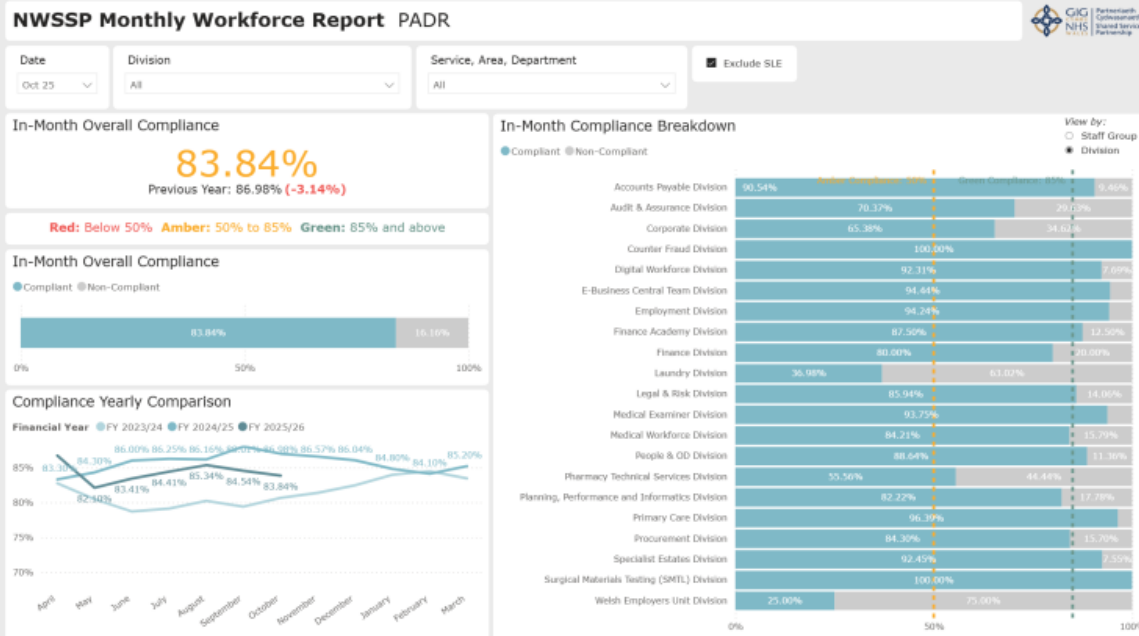 NWSSP Monthly Workforce Report PADR
GIG
NHS
WALES
Partneriaeth
Cydwasanaethau
Shared Services
Partnership
Date
Oct 25
Division
All
Service, Area, Department
All
Exclude SLE
In-Month Overall Compliance
83.84%
Previous Year: 86.98% (-3.14%)
Red: Below 50% Amber: 50% to 85% Green: 85% and above
In-Month Overall Compliance
Compliant Non-Compliant
83.84% 16.16%
0% 50% 100%
Compliance Yearly Comparison
Financial Year FY 2023/24 FY 2024/25 FY 2025/26
85%
80%
75%
70%
84.30% 86.00% 86.25% 86.16% 86.98% 86.57% 86.04% 84.80% 84.10% 85.20%
82.10% 83.41% 84.41% 85.34% 84.54% 83.84%
April May June July August September October November December January February March
In-Month Compliance Breakdown
Compliant Non-Compliant
View by:
Staff Group
Division
Accounts Payable Division 90.54% 9.46%
Audit & Assurance Division 70.37% 29.63%
Corporate Division 65.38% 34.62%
Counter Fraud Division 100.00%
Digital Workforce Division 92.31% 7.69%
E-Business Central Team Division 94.44%
Employment Division 94.24%
Finance Academy Division 87.50% 12.50%
Finance Division 80.00% 20.00%
Laundry Division 36.98% 63.02%
Legal & Risk Division 85.94% 14.06%
Medical Examiner Division 93.75%
Medical Workforce Division 84.21% 15.79%
People & OD Division 88.64% 11.36%
Pharmacy Technical Services Division 55.56% 44.44%
Planning, Performance and Informatics Division 82.22% 17.78%
Primary Care Division 96.39%
Procurement Division 84.30% 15.70%
Specialist Estates Division 92.45% 7.55%
Surgical Materials Testing (SMTL) Division 100.00%
Welsh Employers Unit Division 25.00% 75.00%
0% 50% 100%